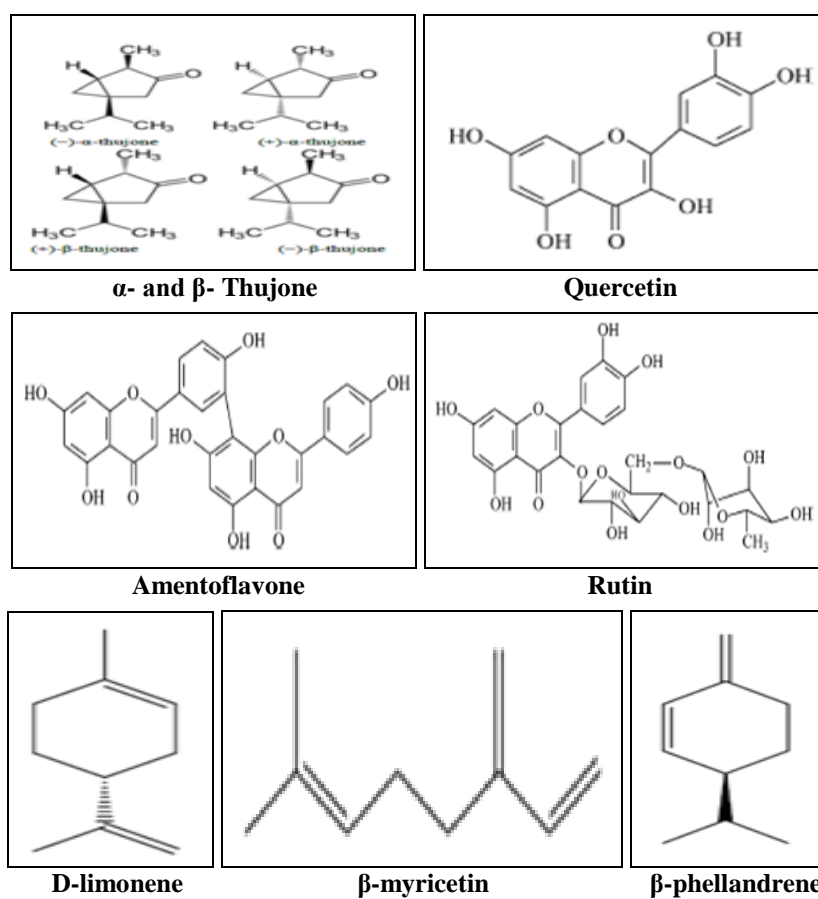 CH₃ CH₃
H O H O
H₃C CH₃ H₃C CH₃
(−)-α-thujone (+)-α-thujone
CH₃ CH₃
H O H O
H₃C CH₃ H₃C CH₃
(+)-β-thujone (−)-β-thujone
α- and β- Thujone
OH
OH
HO O
OH
OH O
Quercetin
OH
OH
HO O
HO O
OH O
OH O
Amentoflavone
OH
OH
HO O
O CH₂—O OH
OH O O HO O OH
OH OH OH CH₃
Rutin
D-limonene β-myricetin β-phellandrene